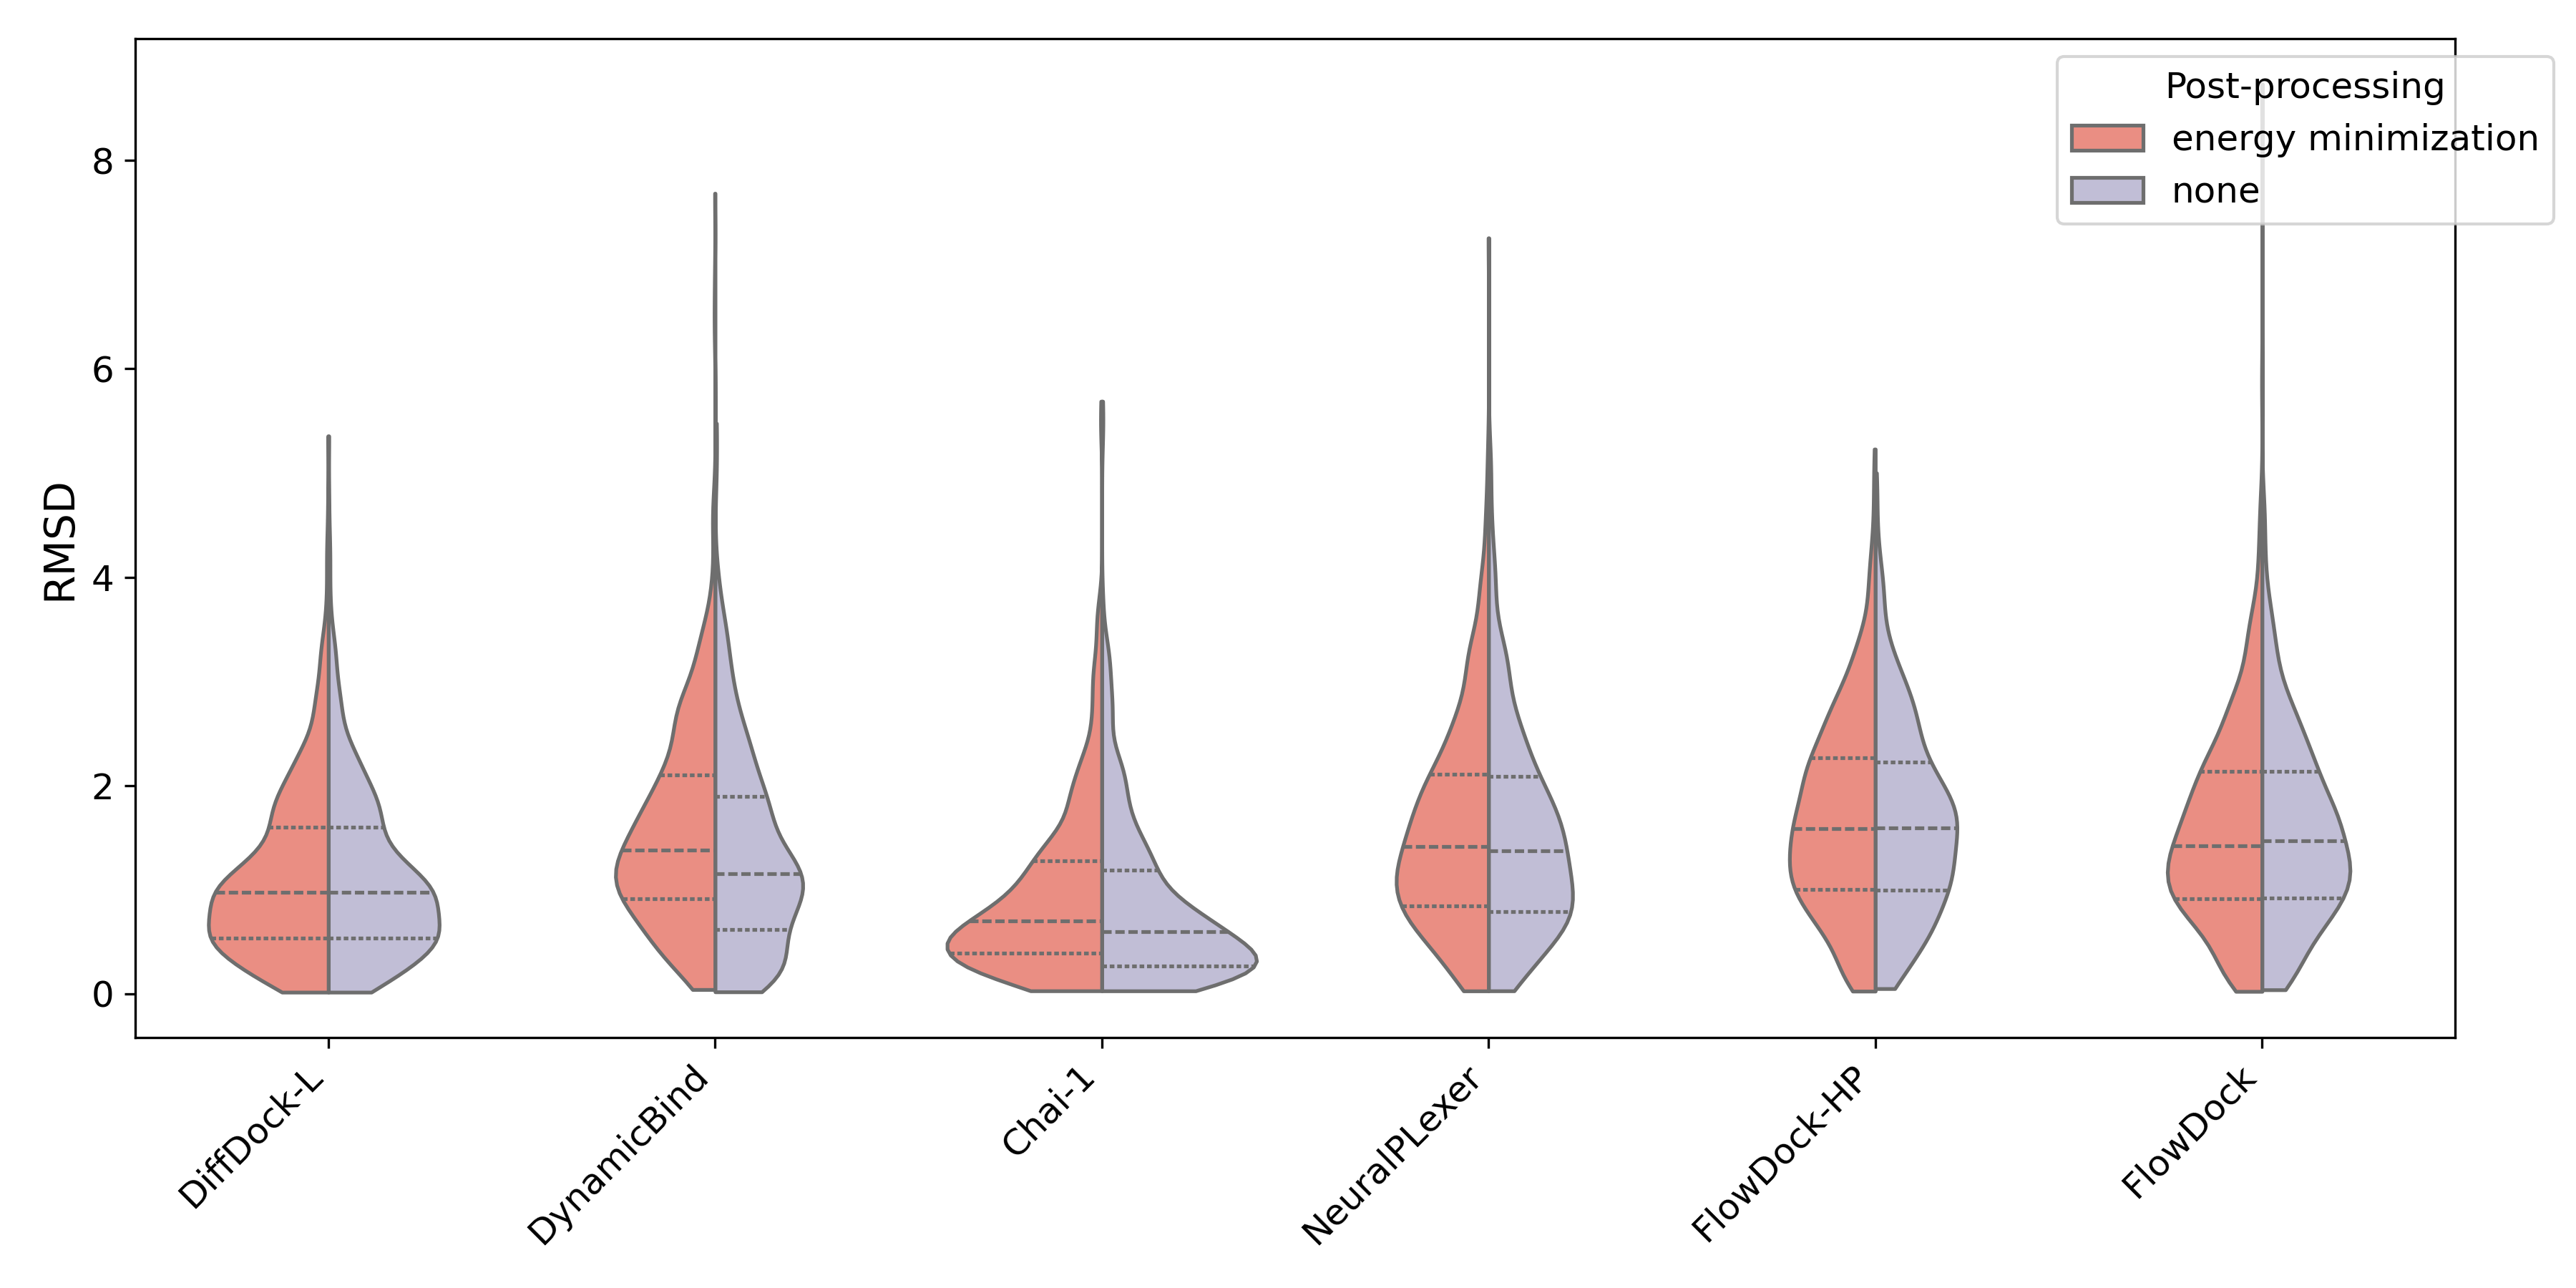 Post-processing
energy minimization
none
RMSD
8
6
4
2
0
DiffDock-L
DynamicBind
Chai-1
NeuralPLexer
FlowDock-HP
FlowDock